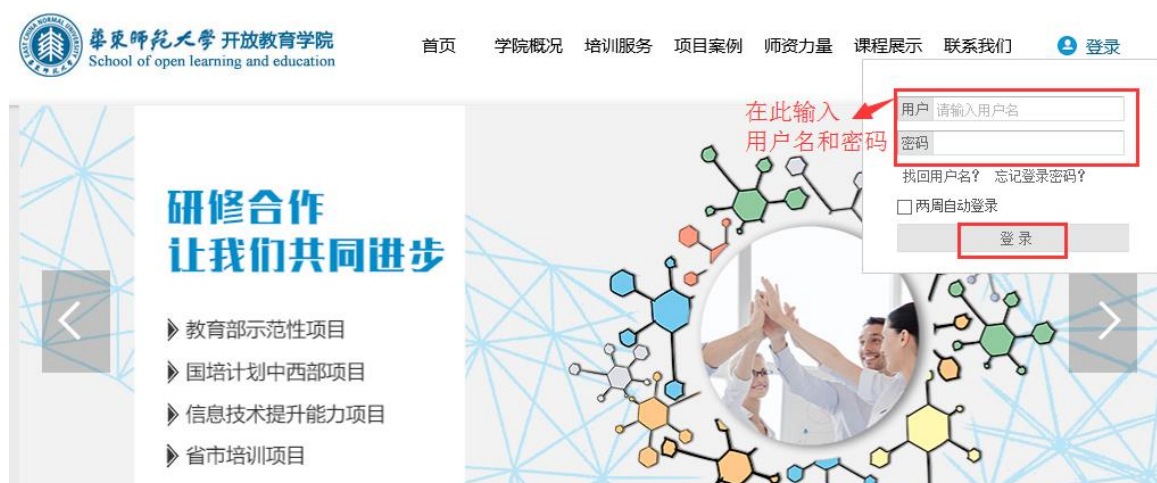 華東師范大學 开放教育学院
School of open learning and education
首页 学院概况 培训服务 项目案例 师资力量 课程展示 联系我们 登录
在此输入
用户名和密码
用户 请输入用户名
密码
找回用户名? 忘记登录密码?
两周自动登录
登录
研修合作
让我们共同进步
教育部示范性项目
国培计划中西部项目
信息技术提升能力项目
省市培训项目